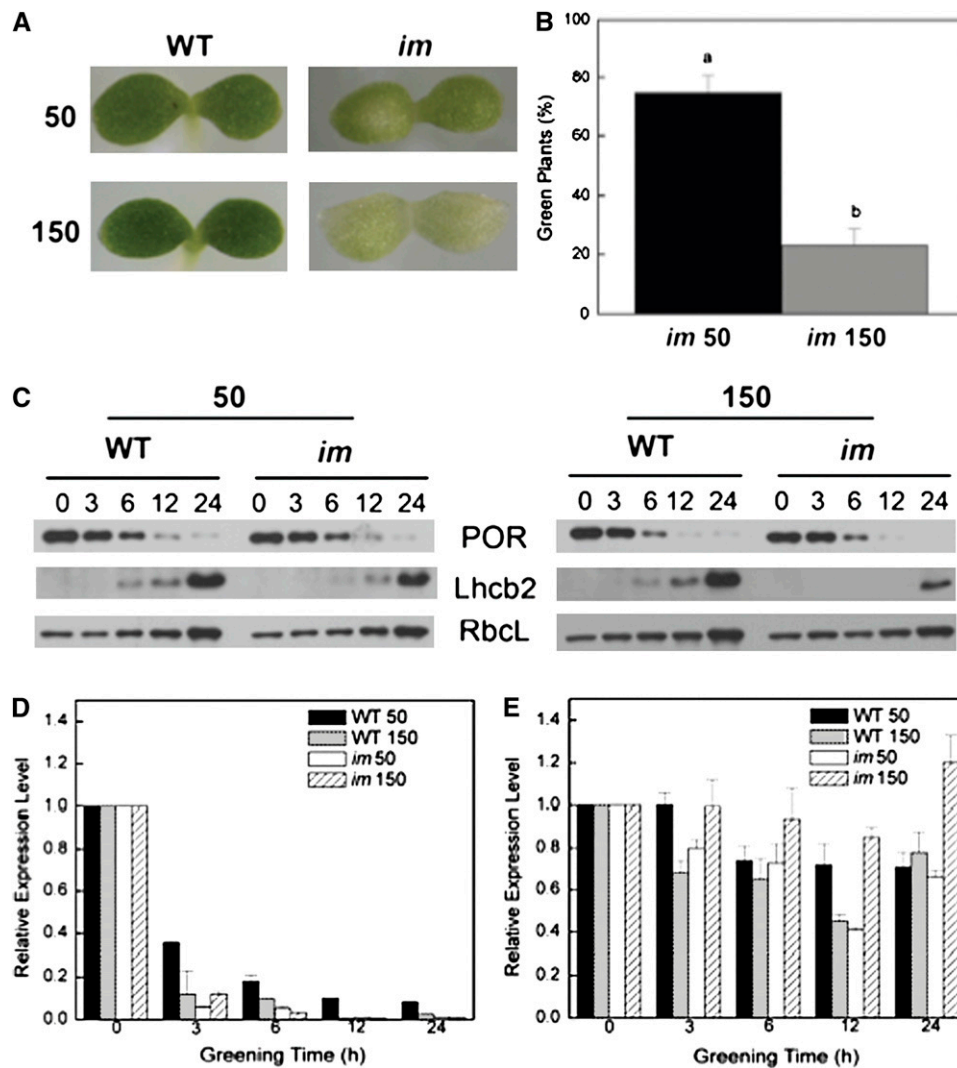 A
WT
im
50
150
B
Green Plants (%)
100
80
60
40
20
0
a
b
im 50
im 150
C
50
150
WT
im
WT
im
0 3 6 12 24
0 3 6 12 24
0 3 6 12 24
0 3 6 12 24
POR
Lhcb2
RbcL
D
Relative Expression Level
1.4
1.2
1.0
0.8
0.6
0.4
0.2
0.0
WT 50
WT 150
im 50
im 150
0 3 6 12 24
Greening Time (h)
E
Relative Expression Level
1.4
1.2
1.0
0.8
0.6
0.4
0.2
0.0
WT 50
WT 150
im 50
im 150
0 3 6 12 24
Greening Time (h)